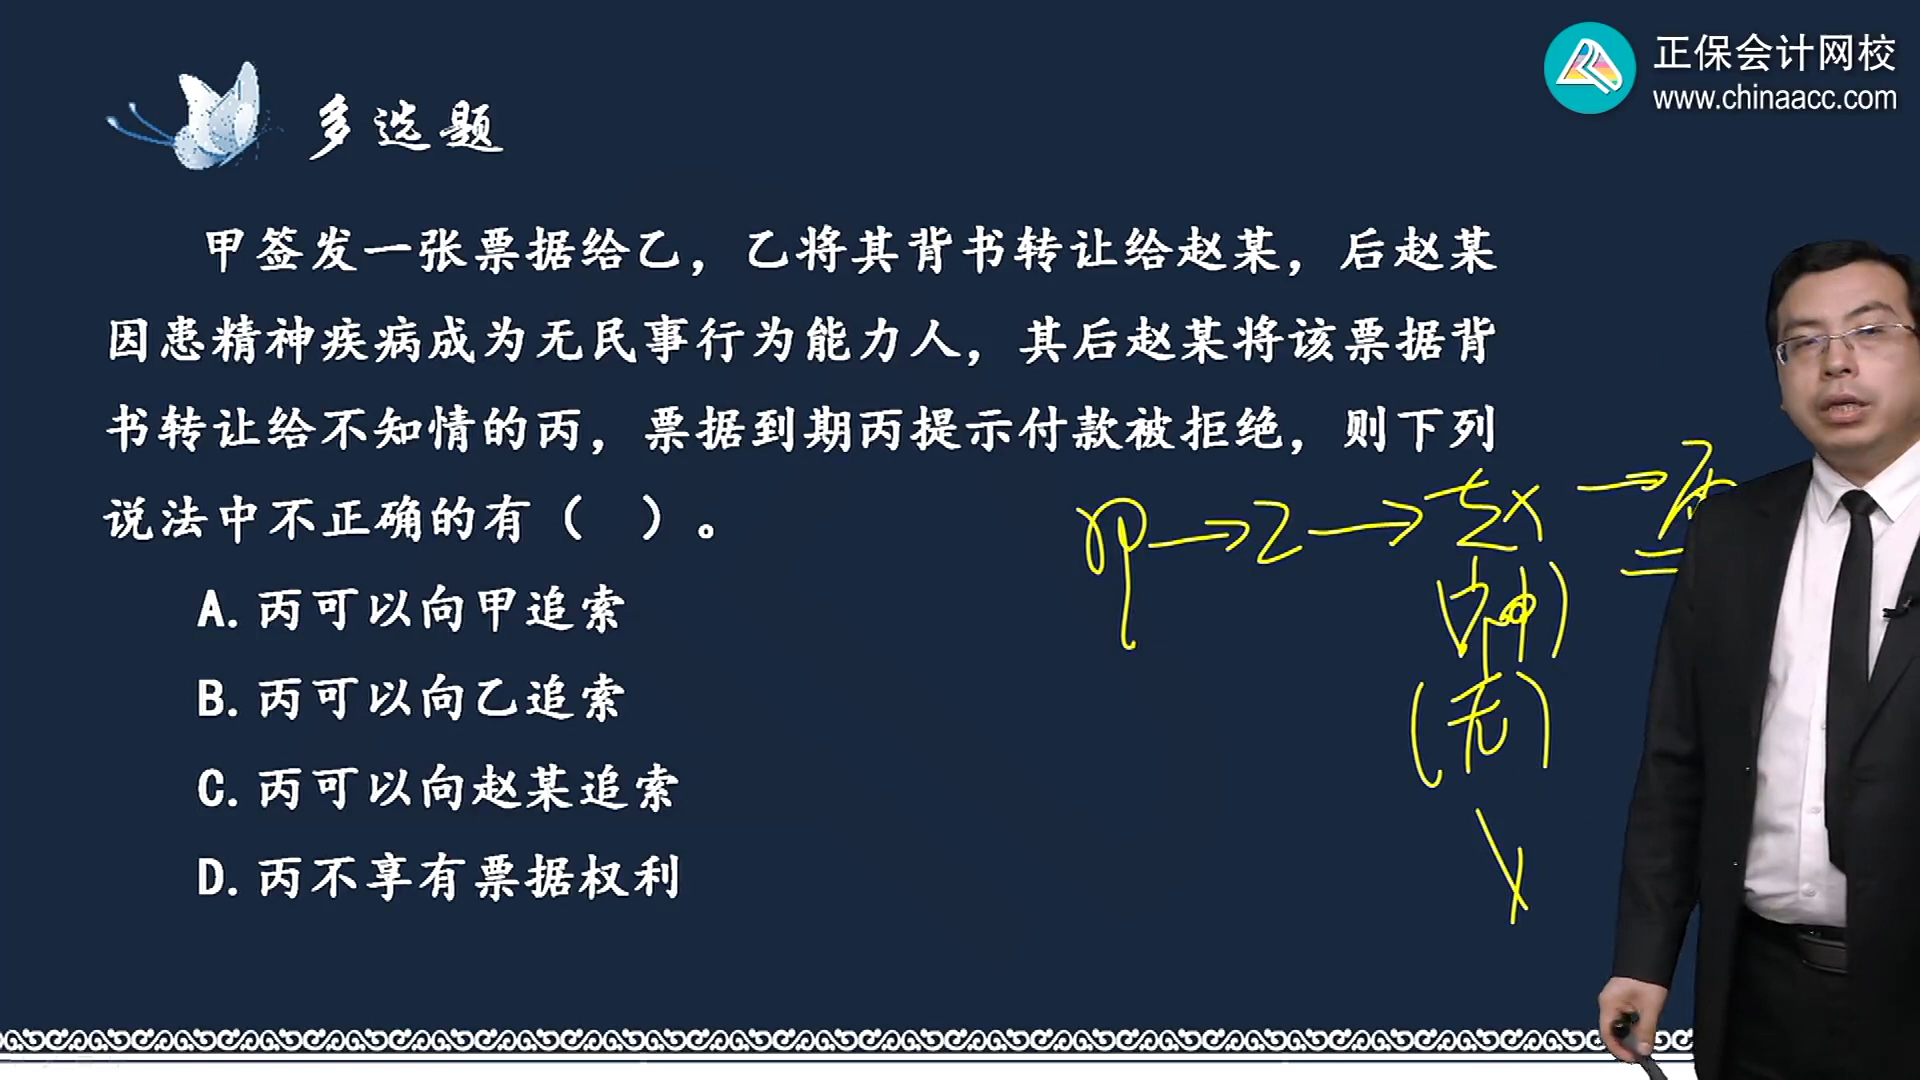 正保会计网校
www.chinaacc.com
多选题
甲签发一张票据给乙，乙将其背书转让给赵某，后赵某
因患精神疾病成为无民事行为能力人，其后赵某将该票据背
书转让给不知情的丙，票据到期丙提示付款被拒绝，则下列
说法中不正确的有（　）。
甲→乙→赵→丙
(神)
(无)
A.丙可以向甲追索
B.丙可以向乙追索
C.丙可以向赵某追索
D.丙不享有票据权利